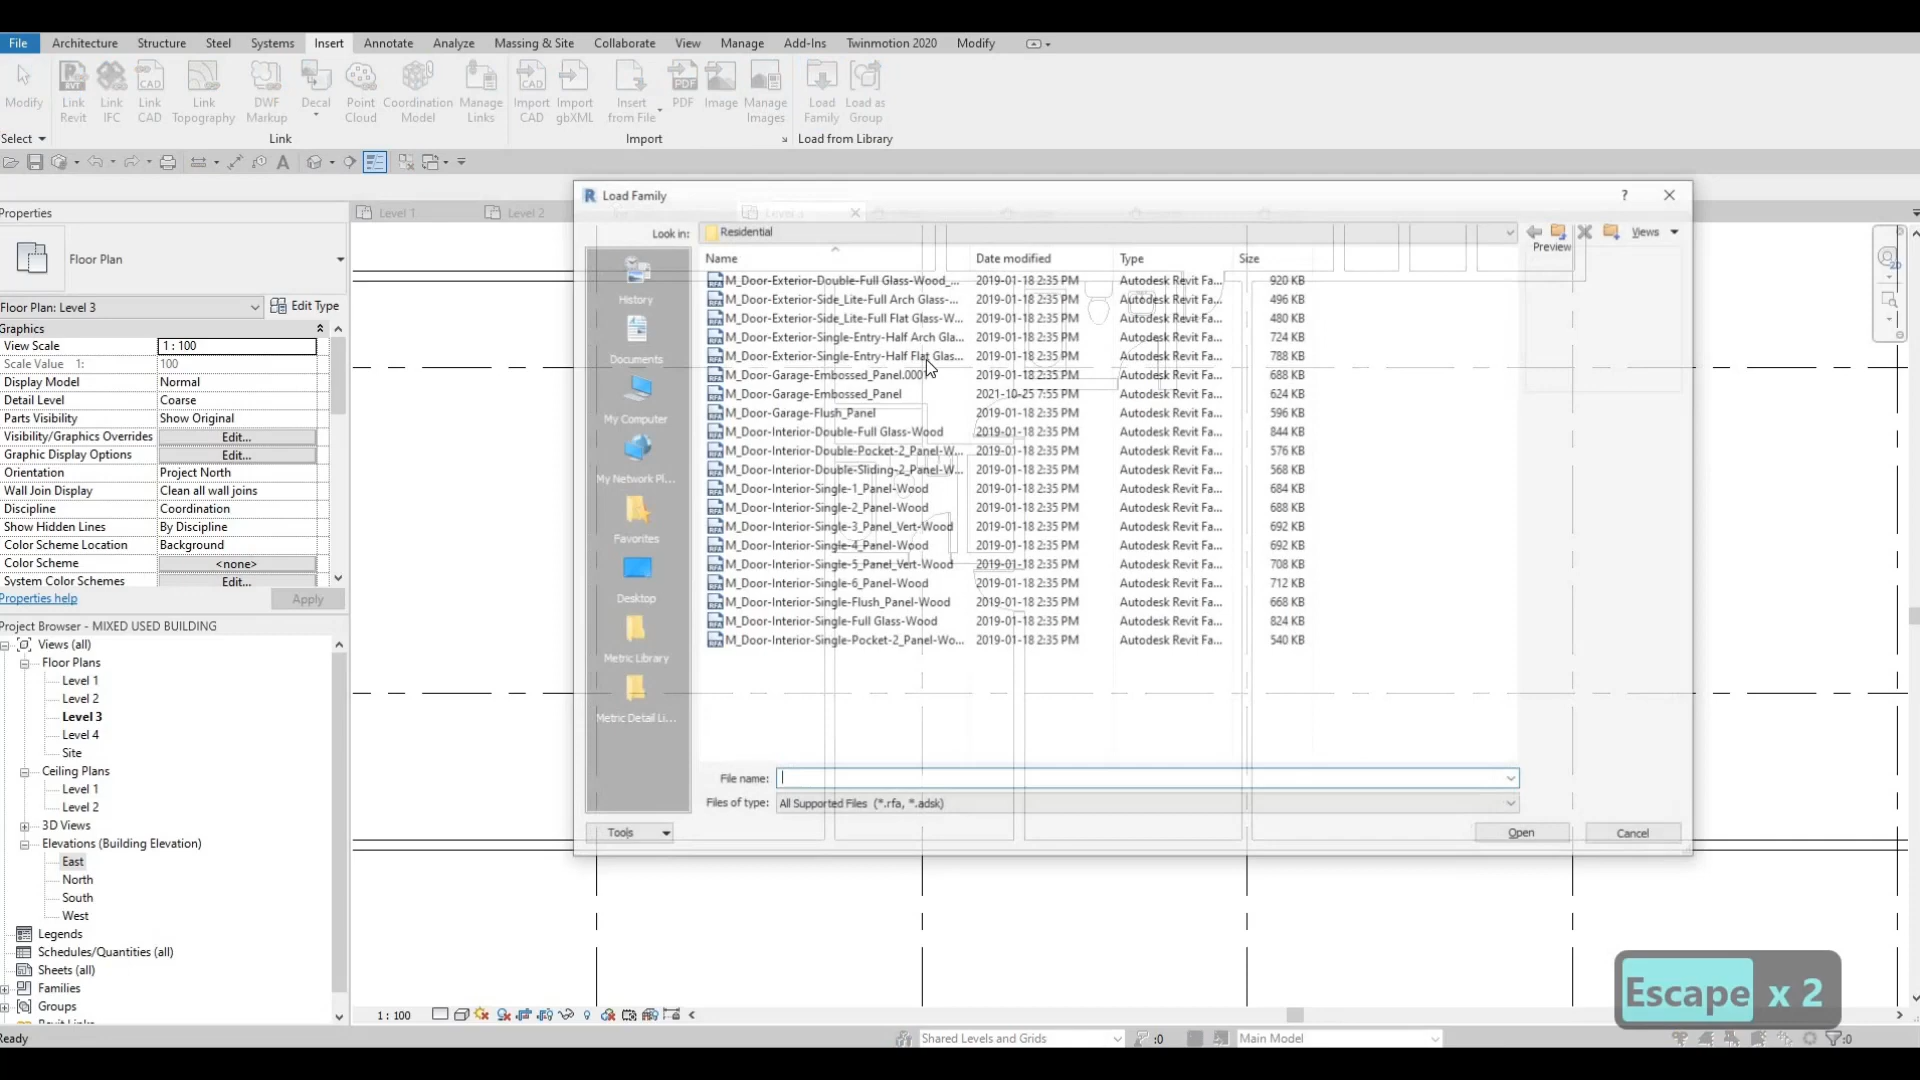 File Architecture Structure Steel Systems Insert Annotate Analyze Massing & Site Collaborate View Manage Add-Ins Twinmotion 2020 Modify
Modify
Link Revit
Link IFC
Link CAD
Link Topography
DWF Markup
Decal
Point Cloud
Coordination Model
Manage Links
Import CAD
Import gbXML
Insert from File
PDF
Image
Manage Images
Load Family
Load as Group
Select Link Import Load from Library
Properties
Level 1
Level 2
Floor Plan
Floor Plan: Level 3 Edit Type
Graphics
View Scale 1 : 100
Scale Value 1: 100
Display Model Normal
Detail Level Coarse
Parts Visibility Show Original
Visibility/Graphics Overrides Edit...
Graphic Display Options Edit...
Orientation Project North
Wall Join Display Clean all wall joins
Discipline Coordination
Show Hidden Lines By Discipline
Color Scheme Location Background
Color Scheme <none>
System Color Schemes Edit...
Properties help Apply
Project Browser - MIXED USED BUILDING
Views (all)
Floor Plans
Level 1
Level 2
Level 3
Level 4
Site
Ceiling Plans
Level 1
Level 2
3D Views
Elevations (Building Elevation)
East
North
South
West
Legends
Schedules/Quantities (all)
Sheets (all)
Families
Groups
Load Family
Look in: Residential Views
Preview
History
Documents
My Computer
My Network Pl...
Favorites
Desktop
Metric Library
Metric Detail Li...
Name Date modified Type Size
M_Door-Exterior-Double-Full Glass-Wood_... 2019-01-18 2:35 PM Autodesk Revit Fa... 920 KB
M_Door-Exterior-Side_Lite-Full Arch Glass-... 2019-01-18 2:35 PM Autodesk Revit Fa... 496 KB
M_Door-Exterior-Side_Lite-Full Flat Glass-W... 2019-01-18 2:35 PM Autodesk Revit Fa... 480 KB
M_Door-Exterior-Single-Entry-Half Arch Gla... 2019-01-18 2:35 PM Autodesk Revit Fa... 724 KB
M_Door-Exterior-Single-Entry-Half Flat Glas... 2019-01-18 2:35 PM Autodesk Revit Fa... 788 KB
M_Door-Garage-Embossed_Panel.0001 2019-01-18 2:35 PM Autodesk Revit Fa... 688 KB
M_Door-Garage-Embossed_Panel 2021-10-25 7:55 PM Autodesk Revit Fa... 624 KB
M_Door-Garage-Flush_Panel 2019-01-18 2:35 PM Autodesk Revit Fa... 596 KB
M_Door-Interior-Double-Full Glass-Wood 2019-01-18 2:35 PM Autodesk Revit Fa... 844 KB
M_Door-Interior-Double-Pocket-2_Panel-W... 2019-01-18 2:35 PM Autodesk Revit Fa... 576 KB
M_Door-Interior-Double-Sliding-2_Panel-W... 2019-01-18 2:35 PM Autodesk Revit Fa... 568 KB
M_Door-Interior-Single-1_Panel-Wood 2019-01-18 2:35 PM Autodesk Revit Fa... 684 KB
M_Door-Interior-Single-2_Panel-Wood 2019-01-18 2:35 PM Autodesk Revit Fa... 688 KB
M_Door-Interior-Single-3_Panel_Vert-Wood 2019-01-18 2:35 PM Autodesk Revit Fa... 692 KB
M_Door-Interior-Single-4_Panel-Wood 2019-01-18 2:35 PM Autodesk Revit Fa... 692 KB
M_Door-Interior-Single-5_Panel_Vert-Wood 2019-01-18 2:35 PM Autodesk Revit Fa... 708 KB
M_Door-Interior-Single-6_Panel-Wood 2019-01-18 2:35 PM Autodesk Revit Fa... 712 KB
M_Door-Interior-Single-Flush_Panel-Wood 2019-01-18 2:35 PM Autodesk Revit Fa... 668 KB
M_Door-Interior-Single-Full Glass-Wood 2019-01-18 2:35 PM Autodesk Revit Fa... 824 KB
M_Door-Interior-Single-Pocket-2_Panel-Wo... 2019-01-18 2:35 PM Autodesk Revit Fa... 540 KB
File name:
Files of type: All Supported Files (*.rfa, *.adsk)
Tools Open Cancel
Escape x 2
1 : 100
Ready Shared Levels and Grids :0 Main Model :0